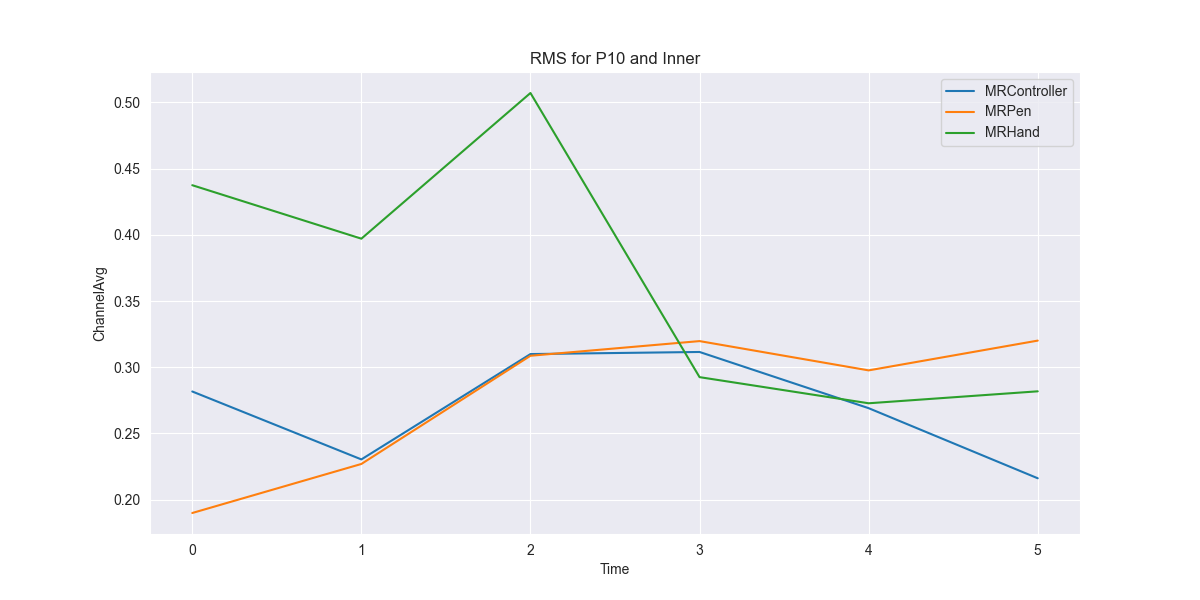 RMS for P10 and Inner
MRController
MRPen
MRHand
ChannelAvg
0.50
0.45
0.40
0.35
0.30
0.25
0.20
0 1 2 3 4 5
Time